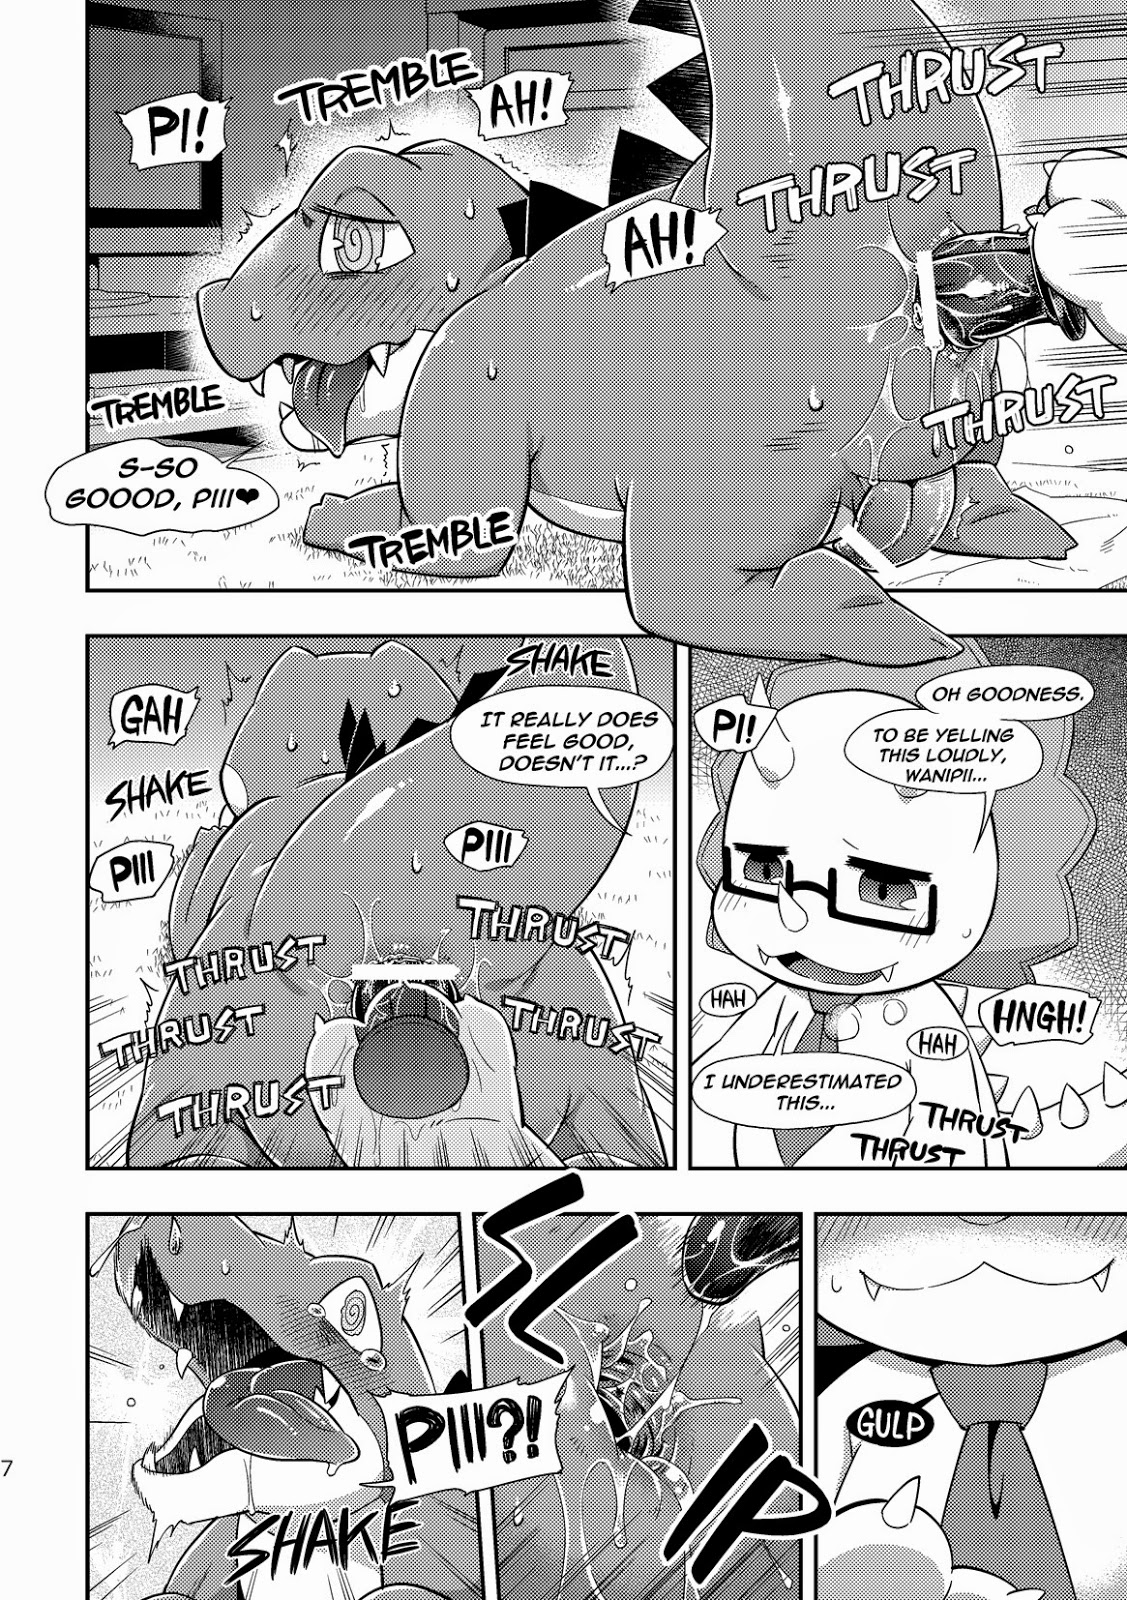 THRUST
TREMBLE
AH!
PI!
THRUST
AH!
THRUST
TREMBLE
S-SO
GOOOD, PIII❤
TREMBLE
SHAKE
GAH
IT REALLY DOES
FEEL GOOD,
DOESN'T IT...?
SHAKE
PIII
PIII
THRUST
THRUST
THRUST
THRUST
THRUST
OH GOODNESS.
PI!
TO BE YELLING
THIS LOUDLY,
WANIPII...
HAH
HNGH!
HAH
I UNDERESTIMATED
THIS...
THRUST
THRUST
PIII?!
SHAKE
SLIP
GULP
7